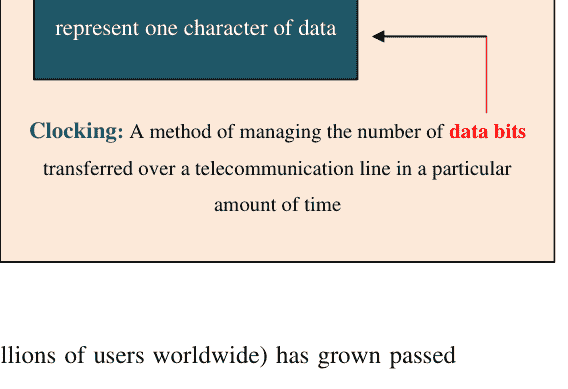 represent one character of data
Clocking: A method of managing the number of data bits
transferred over a telecommunication line in a particular
amount of time
llions of users worldwide) has grown passed